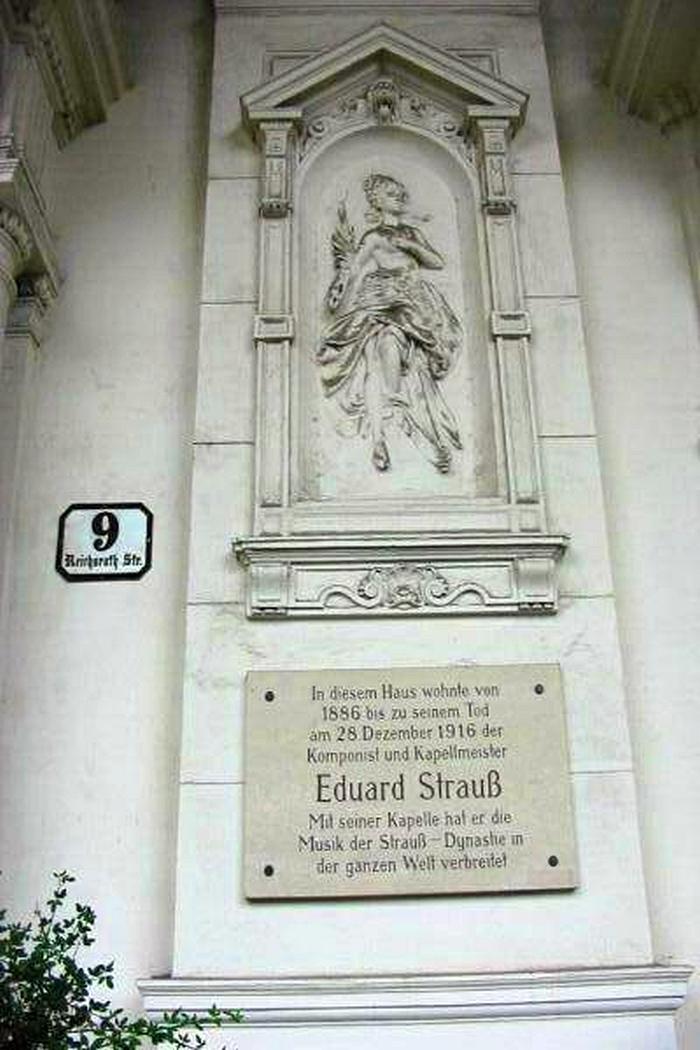 9
Reichsrath Str.
In diesem Haus wohnte von
1886 bis zu seinem Tod
am 28. Dezember 1916 der
Komponist und Kapellmeister
Eduard Strauß
Mit seiner Kapelle hat er die
Musik der Strauß-Dynastie in
der ganzen Welt verbreitet